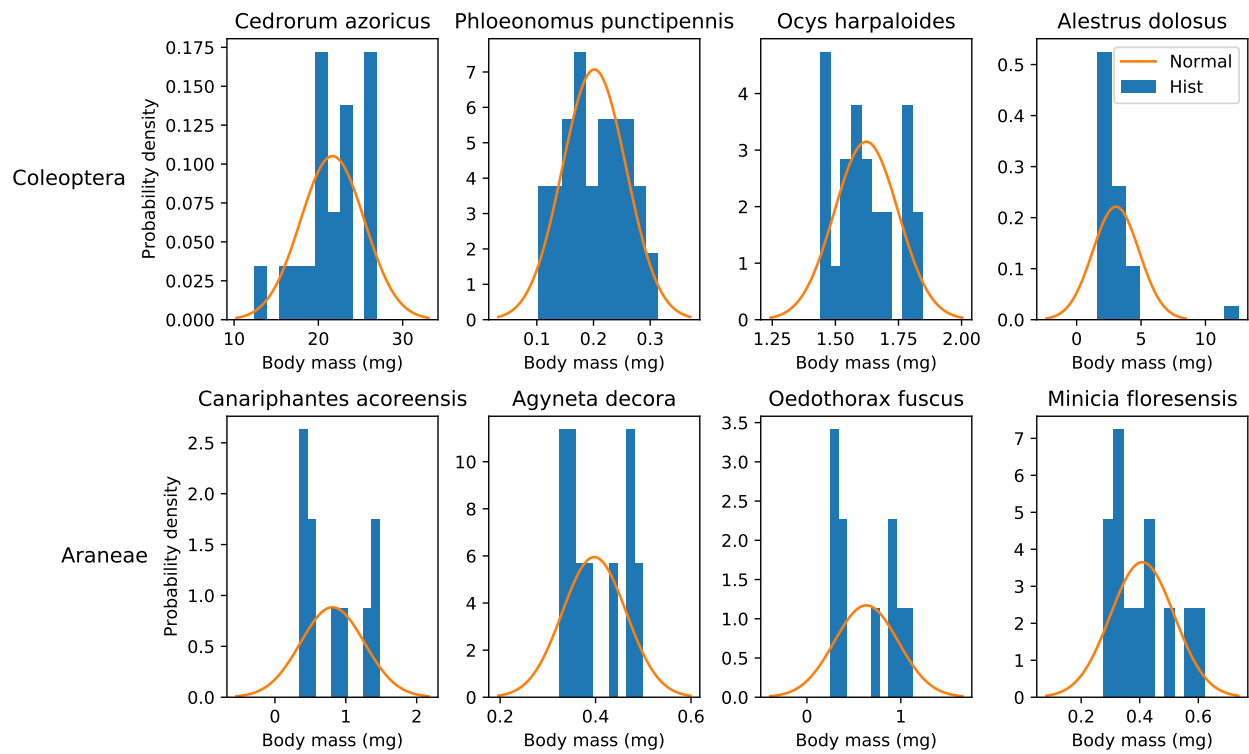 Cedrorum azoricus
Phloeonomus punctipennis
Ocys harpaloides
Alestrus dolosus
Coleoptera
Probability density
0.175
0.150
0.125
0.100
0.075
0.050
0.025
0.000
10 20 30
Body mass (mg)
7
6
5
4
3
2
1
0
0.1 0.2 0.3
Body mass (mg)
4
3
2
1
0
1.25 1.50 1.75 2.00
Body mass (mg)
0.5
0.4
0.3
0.2
0.1
0.0
0 5 10
Body mass (mg)
Normal
Hist
Canariphantes acoreensis
Agyneta decora
Oedothorax fuscus
Minicia floresensis
Araneae
Probability density
2.5
2.0
1.5
1.0
0.5
0.0
0 1 2
Body mass (mg)
10
8
6
4
2
0
0.2 0.4 0.6
Body mass (mg)
3.5
3.0
2.5
2.0
1.5
1.0
0.5
0.0
0 1
Body mass (mg)
7
6
5
4
3
2
1
0
0.2 0.4 0.6
Body mass (mg)